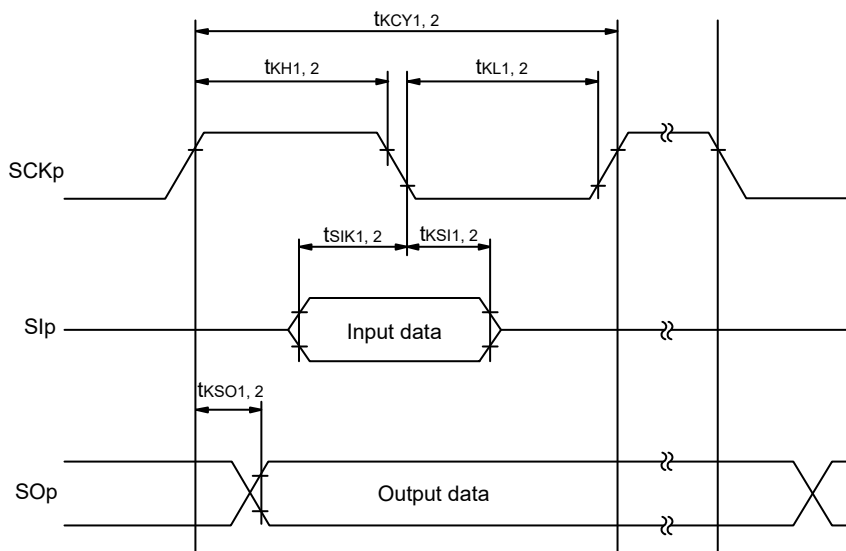 tKCY1, 2
tKH1, 2
tKL1, 2
SCKp
tSIK1, 2
tKSI1, 2
SIp
Input data
tKSO1, 2
SOp
Output data